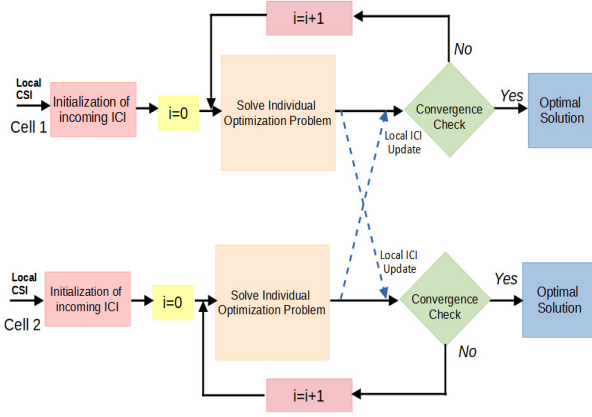 i=i+1
No
Local
CSI
Cell 1
Initialization of
incoming ICI
i=0
Solve Individual
Optimization Problem
Local ICI
Update
Convergence
Check
Yes
Optimal
Solution
Local
CSI
Cell 2
Initialization of
incoming ICI
i=0
Solve Individual
Optimization Problem
Local ICI
Update
Convergence
Check
Yes
Optimal
Solution
No
i=i+1